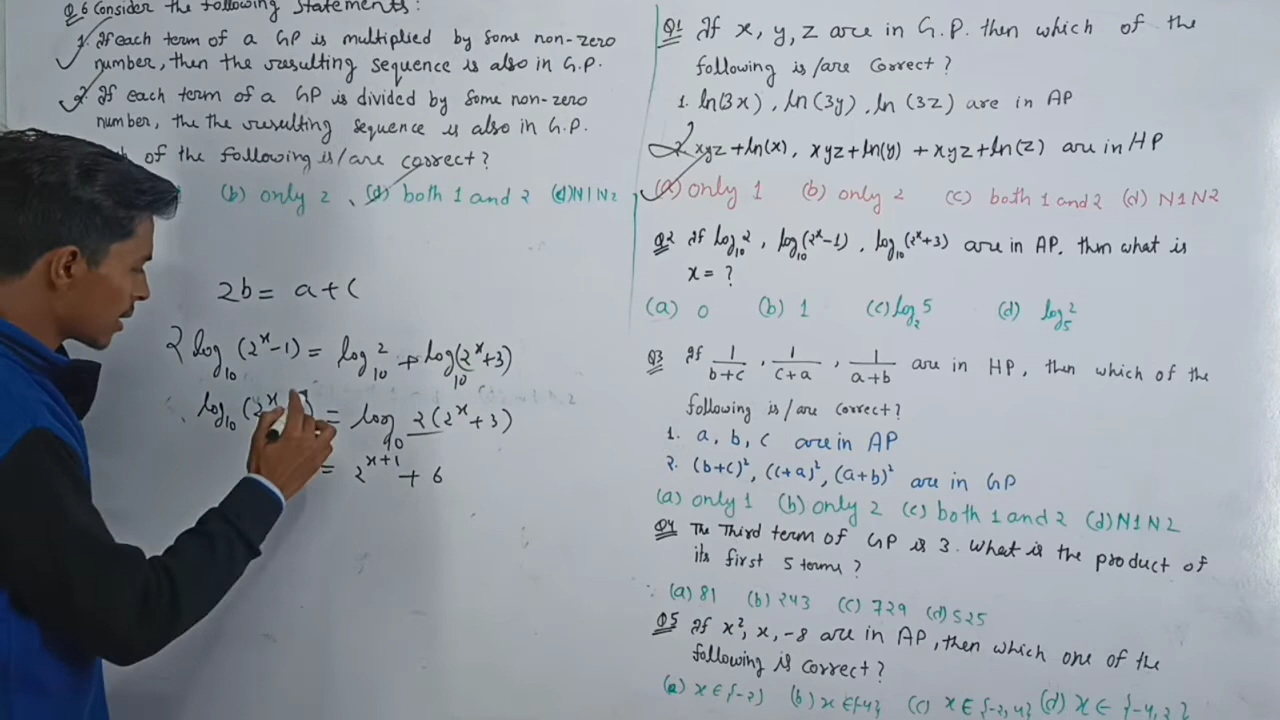 Q6 Consider the following Statements:
1. If each term of a GP is multiplied by some non-zero
number, then the resulting sequence is also in G.P.
2. If each term of a GP is divided by some non-zero
number, the the resulting sequence is also in G.P.
of the following is/are correct?
(b) only 2 (d) both 1 and 2 (d) N1N2
2b = a+c
2 log₁₀ (2ˣ-1) = log₁₀ 2 + log₁₀ (2ˣ+3)
log₁₀ (2ˣ = log₁₀ 2(2ˣ+3)
= 2ˣ⁺¹ + 6
Q1 If x, y, z are in G.P. then which of the
following is/are correct?
1. ln(3x), ln(3y), ln(3z) are in AP
2 xyz+ln(x), xyz+ln(y) + xyz+ln(z) are in HP
(a) only 1 (b) only 2 (c) both 1 and 2 (d) N1N2
Q2 If log₁₀ 2, log₁₀ (2ˣ-1), log₁₀ (2ˣ+3) are in AP, then what is
x = ?
(a) 0 (b) 1 (c) log₂ 5 (d) log₅ 2
Q3 If 1/(b+c), 1/(c+a), 1/(a+b) are in HP, then which of the
following is/are correct?
1. a, b, c are in AP
2. (b+c)², (c+a)², (a+b)² are in GP
(a) only 1 (b) only 2 (c) both 1 and 2 (d) N1N2
Q4 The Third term of GP is 3. What is the product of
its first 5 terms?
(a) 81 (b) 243 (c) 729 (d) 525
Q5 If x², x, -8 are in AP, then which one of the
following is correct?
(a) x ∈ {-2} (b) x ∈ {4} (c) x ∈ {-2, 4} (d) x ∈ {-4, 2}